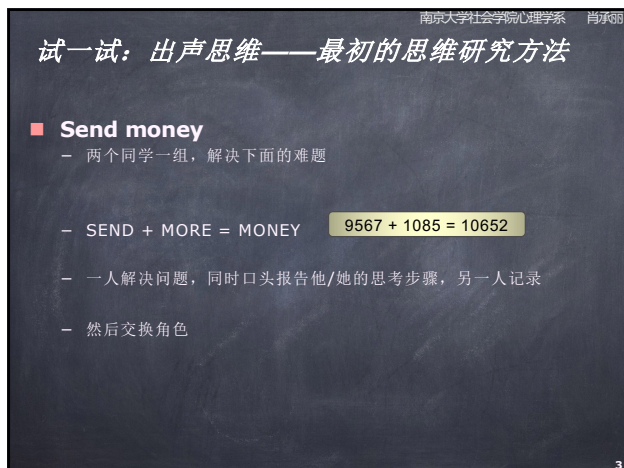 南京大学社会学院心理学系 肖承丽
试一试：出声思维——最初的思维研究方法
Send money
– 两个同学一组，解决下面的难题
– SEND + MORE = MONEY 9567 + 1085 = 10652
– 一人解决问题，同时口头报告他/她的思考步骤，另一人记录
– 然后交换角色
3